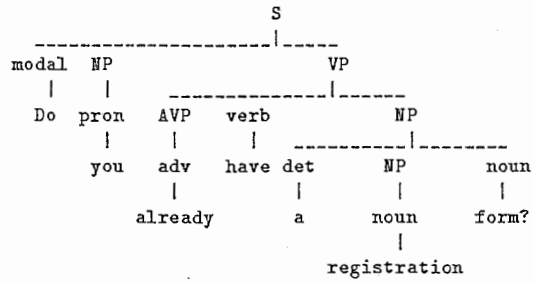 S
modal NP VP
Do pron AVP verb NP
you adv have det NP noun
already a noun form?
registration